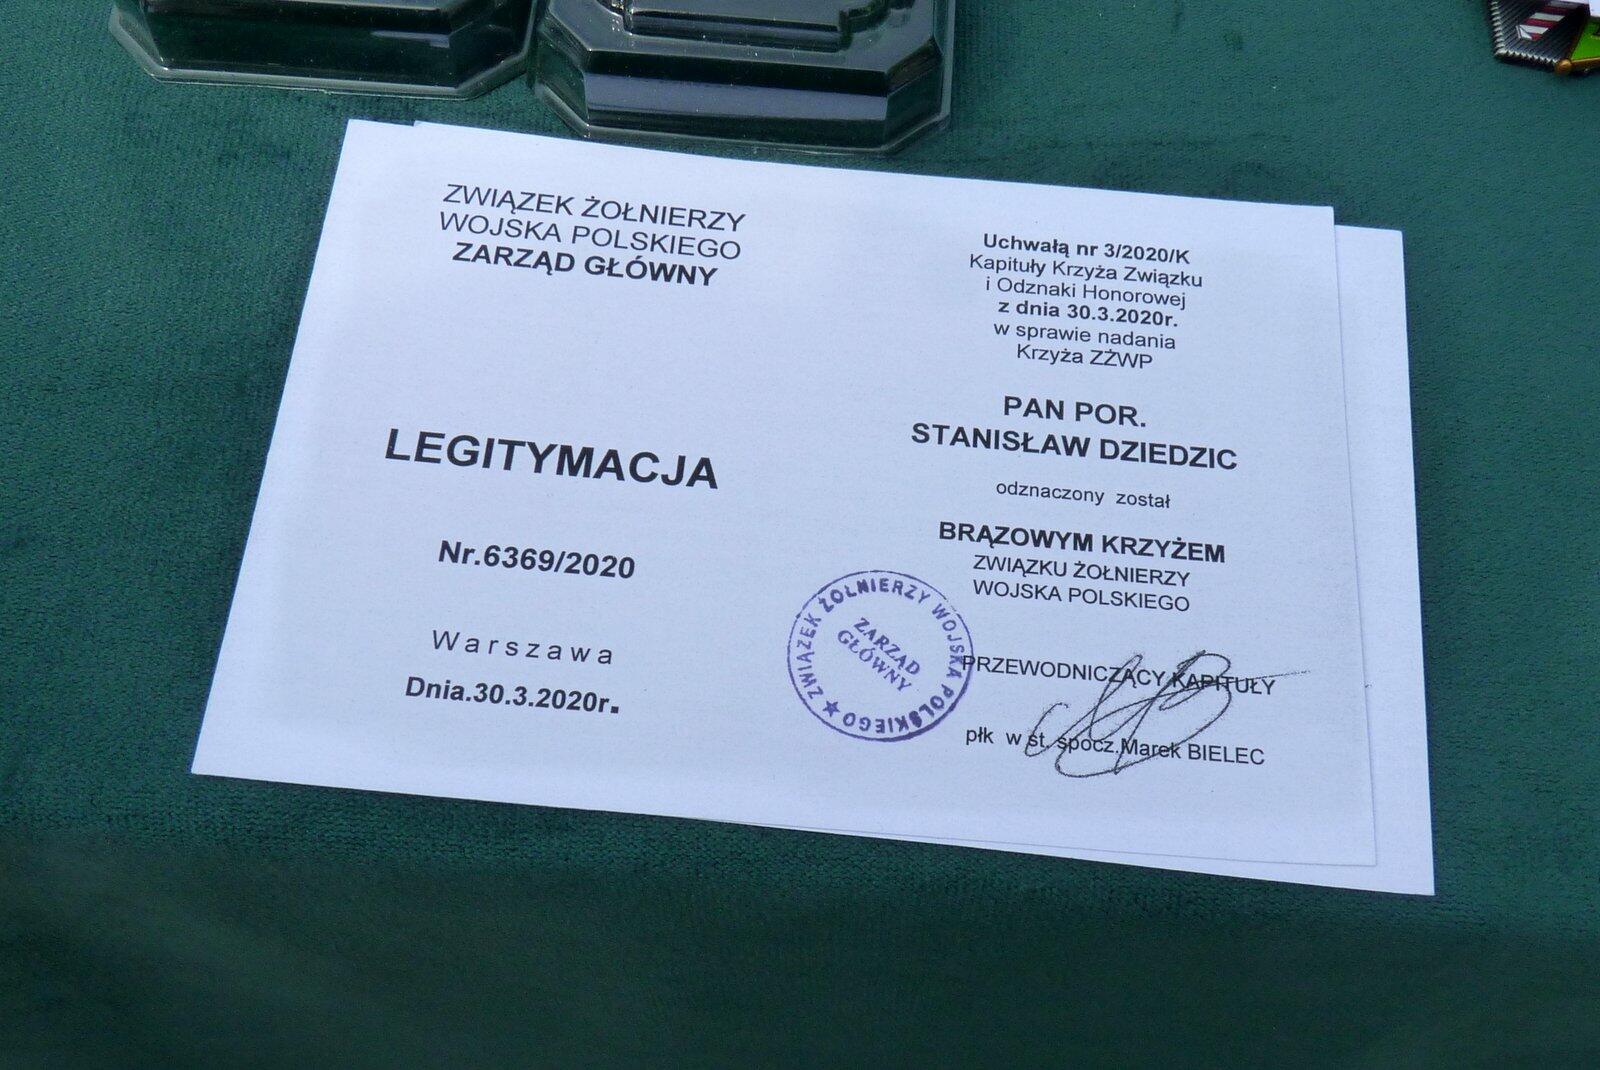 ZWIĄZEK ŻOŁNIERZY
WOJSKA POLSKIEGO
ZARZĄD GŁÓWNY
LEGITYMACJA
Nr.6369/2020
Warszawa
Dnia.30.3.2020r.
Uchwałą nr 3/2020/K
Kapituły Krzyża Związku
i Odznaki Honorowej
z dnia 30.3.2020r.
w sprawie nadania
Krzyża ZŻWP
PAN POR.
STANISŁAW DZIEDZIC
odznaczony został
BRĄZOWYM KRZYŻEM
ZWIĄZKU ŻOŁNIERZY
WOJSKA POLSKIEGO
PRZEWODNICZĄCY KAPITUŁY
płk w st. spocz.Marek BIELEC
ZWIĄZEK ŻOŁNIERZY WOJSKA POLSKIEGO
ZARZĄD
GŁÓWNY